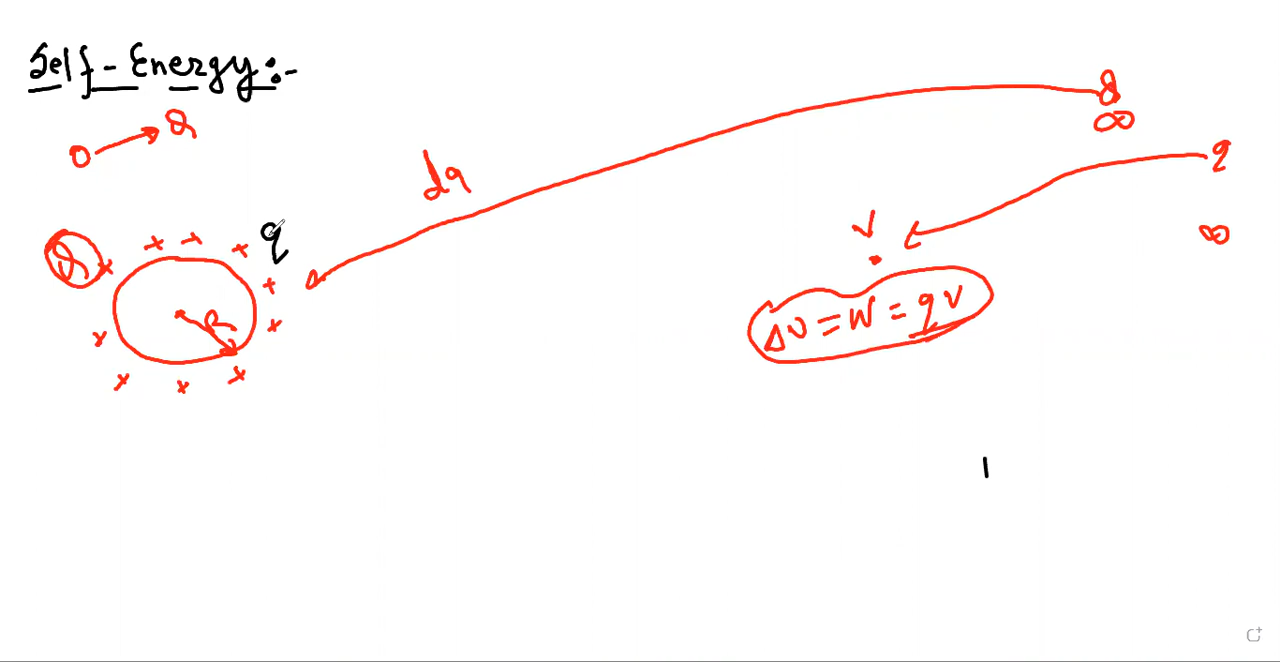 Self-Energy:-
0 → Q
Q
∞
dq
q
∞
q
V
Q
R
ΔU = W = qV